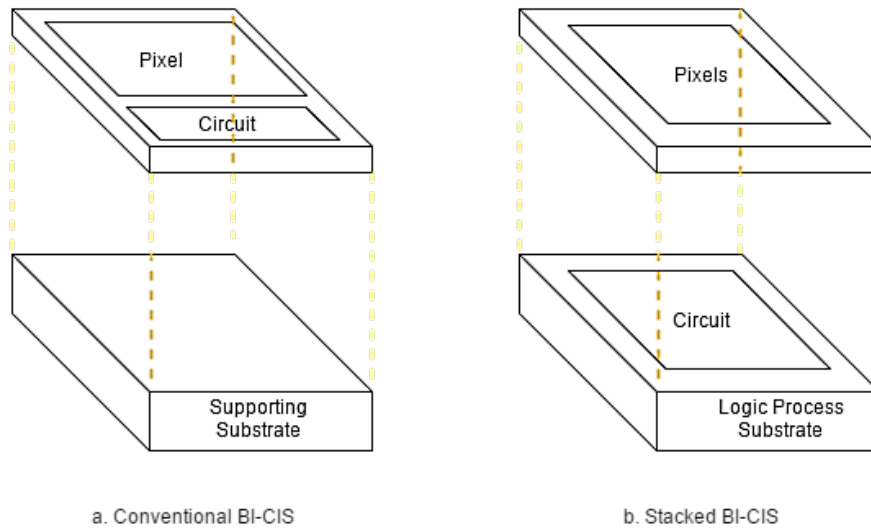 Pixel
Circuit
Supporting
Substrate
a. Conventional BI-CIS
Pixels
Circuit
Logic Process
Substrate
b. Stacked BI-CIS